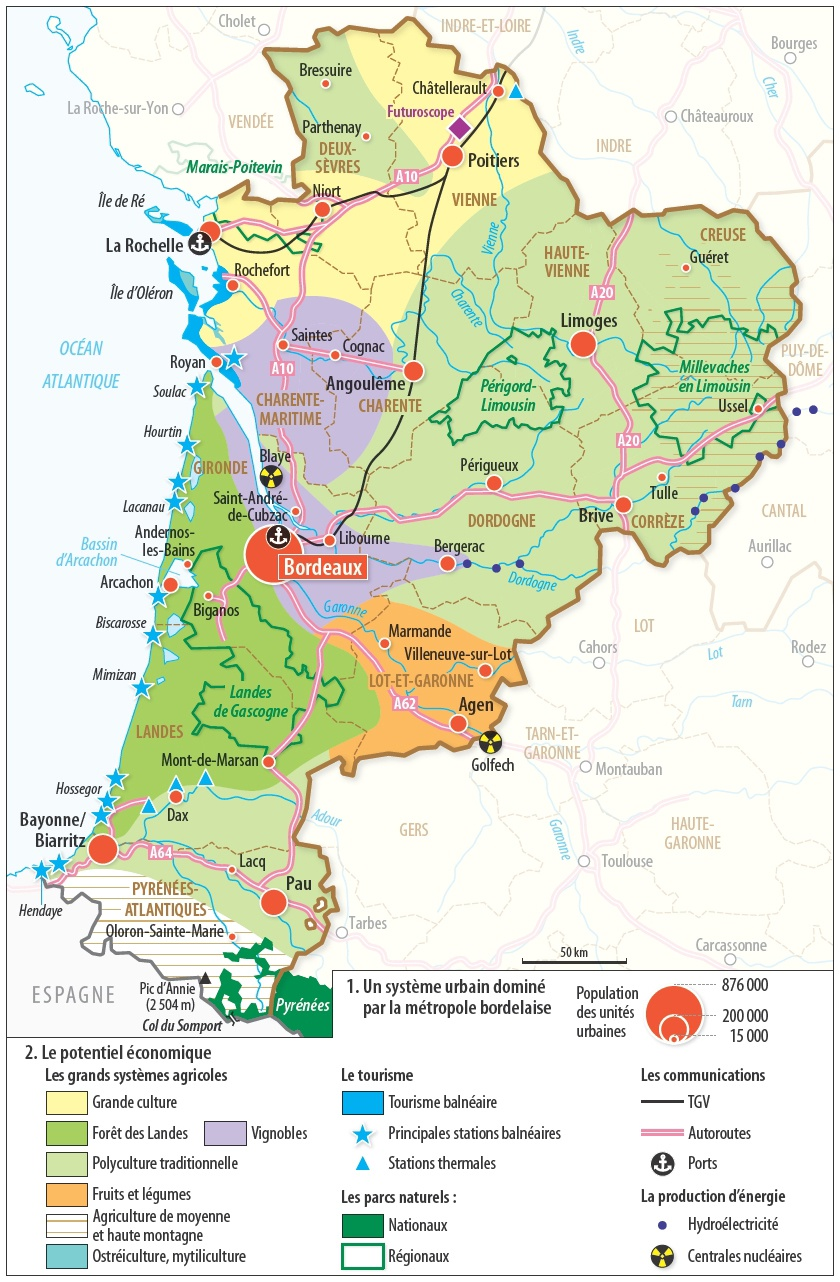 Cholet
INDRE-ET-LOIRE
Indre
Bourges
Cher
Bressuire
Châtellerault
La Roche-sur-Yon
VENDÉE
Futuroscope
Châteauroux
Parthenay
DEUX-
SÈVRES
INDRE
Poitiers
Marais-Poitevin
A10
Niort
VIENNE
Île de Ré
La Rochelle
Vienne
HAUTE-
VIENNE
CREUSE
Guéret
Rochefort
Île d'Oléron
Charente
A20
Limoges
OCÉAN
ATLANTIQUE
Saintes
Cognac
Royan
A10
Angoulême
PUY-DE-
DÔME
Millevaches
en Limousin
Périgord-
Limousin
Soulac
CHARENTE-
MARITIME
CHARENTE
Ussel
Hourtin
A20
Blaye
GIRONDE
Périgueux
Saint-André-
de-Cubzac
Tulle
Lacanau
Brive
CORRÈZE
CANTAL
DORDOGNE
Andernos-
les-Bains
Libourne
Bergerac
Aurillac
Bassin
d'Arcachon
Bordeaux
Dordogne
Arcachon
Biganos
Garonne
Biscarosse
Marmande
LOT
Villeneuve-sur-Lot
Cahors
Lot
Rodez
Mimizan
LOT-ET-GARONNE
Landes
de Gascogne
Tarn
A62
Agen
LANDES
TARN-ET-
GARONNE
Mont-de-Marsan
Golfech
Montauban
Hossegor
Dax
Bayonne/
Biarritz
Adour
GERS
Garonne
HAUTE-
GARONNE
A64
Lacq
Toulouse
Pau
PYRÉNÉES-
ATLANTIQUES
Hendaye
Tarbes
Oloron-Sainte-Marie
Carcassonne
50 km
ESPAGNE
Pic d'Annie
(2 504 m)
Pyrénées
Col du Somport
1. Un système urbain dominé
par la métropole bordelaise
Population
des unités
urbaines
876 000
200 000
15 000
2. Le potentiel économique
Les grands systèmes agricoles
Grande culture
Forêt des Landes
Vignobles
Polyculture traditionnelle
Fruits et légumes
Agriculture de moyenne
et haute montagne
Ostréiculture, mytiliculture
Le tourisme
Tourisme balnéaire
Principales stations balnéaires
Stations thermales
Les parcs naturels :
Nationaux
Régionaux
Les communications
TGV
Autoroutes
Ports
La production d'énergie
Hydroélectricité
Centrales nucléaires